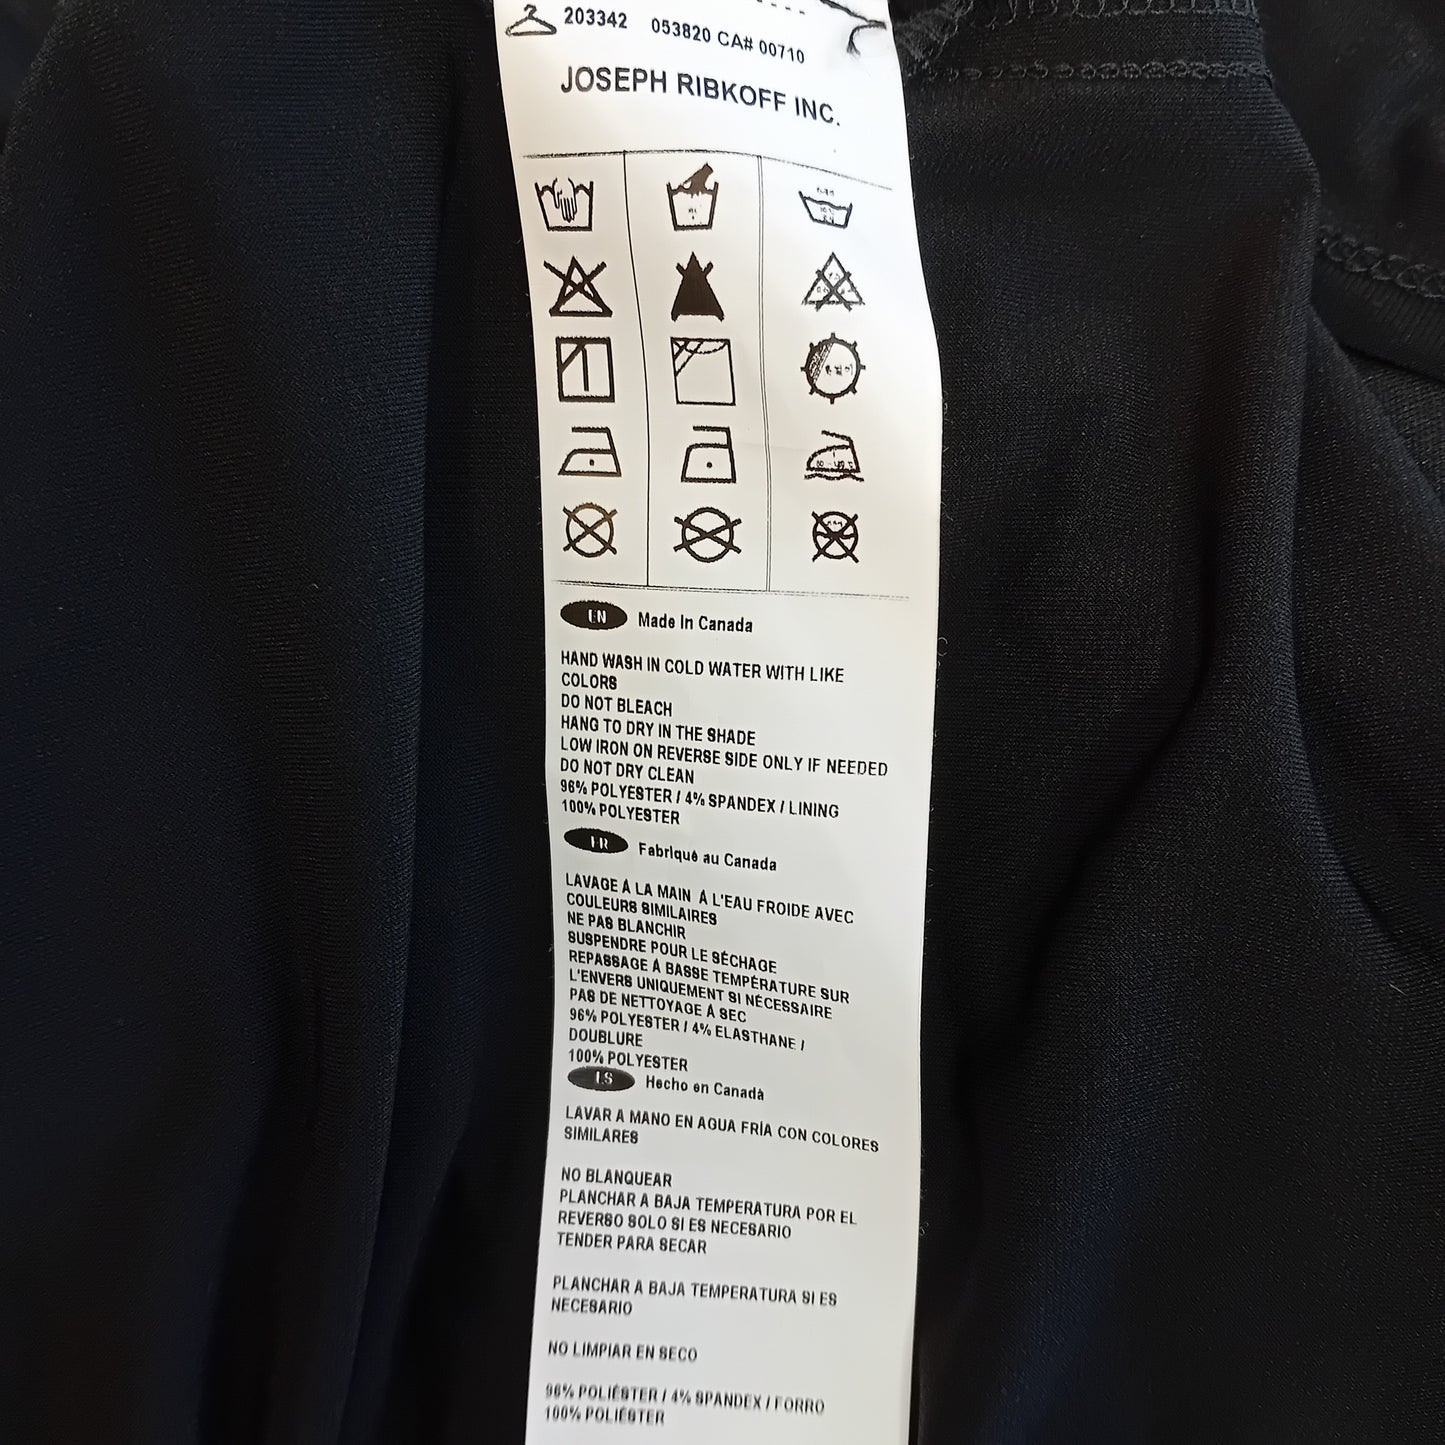 203342 053820 CA# 00710
JOSEPH RIBKOFF INC.
EN Made In Canada
HAND WASH IN COLD WATER WITH LIKE
COLORS
DO NOT BLEACH
HANG TO DRY IN THE SHADE
LOW IRON ON REVERSE SIDE ONLY IF NEEDED
DO NOT DRY CLEAN
96% POLYESTER / 4% SPANDEX / LINING
100% POLYESTER
FR Fabriqué au Canada
LAVAGE À LA MAIN À L'EAU FROIDE AVEC
COULEURS SIMILAIRES
NE PAS BLANCHIR
SUSPENDRE POUR LE SÉCHAGE
REPASSAGE À BASSE TEMPÉRATURE SUR
L'ENVERS UNIQUEMENT SI NÉCESSAIRE
PAS DE NETTOYAGE À SEC
96% POLYESTER / 4% ELASTHANE /
DOUBLURE
100% POLYESTER
ES Hecho en Canadà
LAVAR A MANO EN AGUA FRÍA CON COLORES
SIMILARES
NO BLANQUEAR
PLANCHAR A BAJA TEMPERATURA POR EL
REVERSO SOLO SI ES NECESARIO
TENDER PARA SECAR
PLANCHAR A BAJA TEMPERATURA SI ES
NECESARIO
NO LIMPIAR EN SECO
96% POLIÉSTER / 4% SPANDEX / FORRO
100% POLIÉSTER